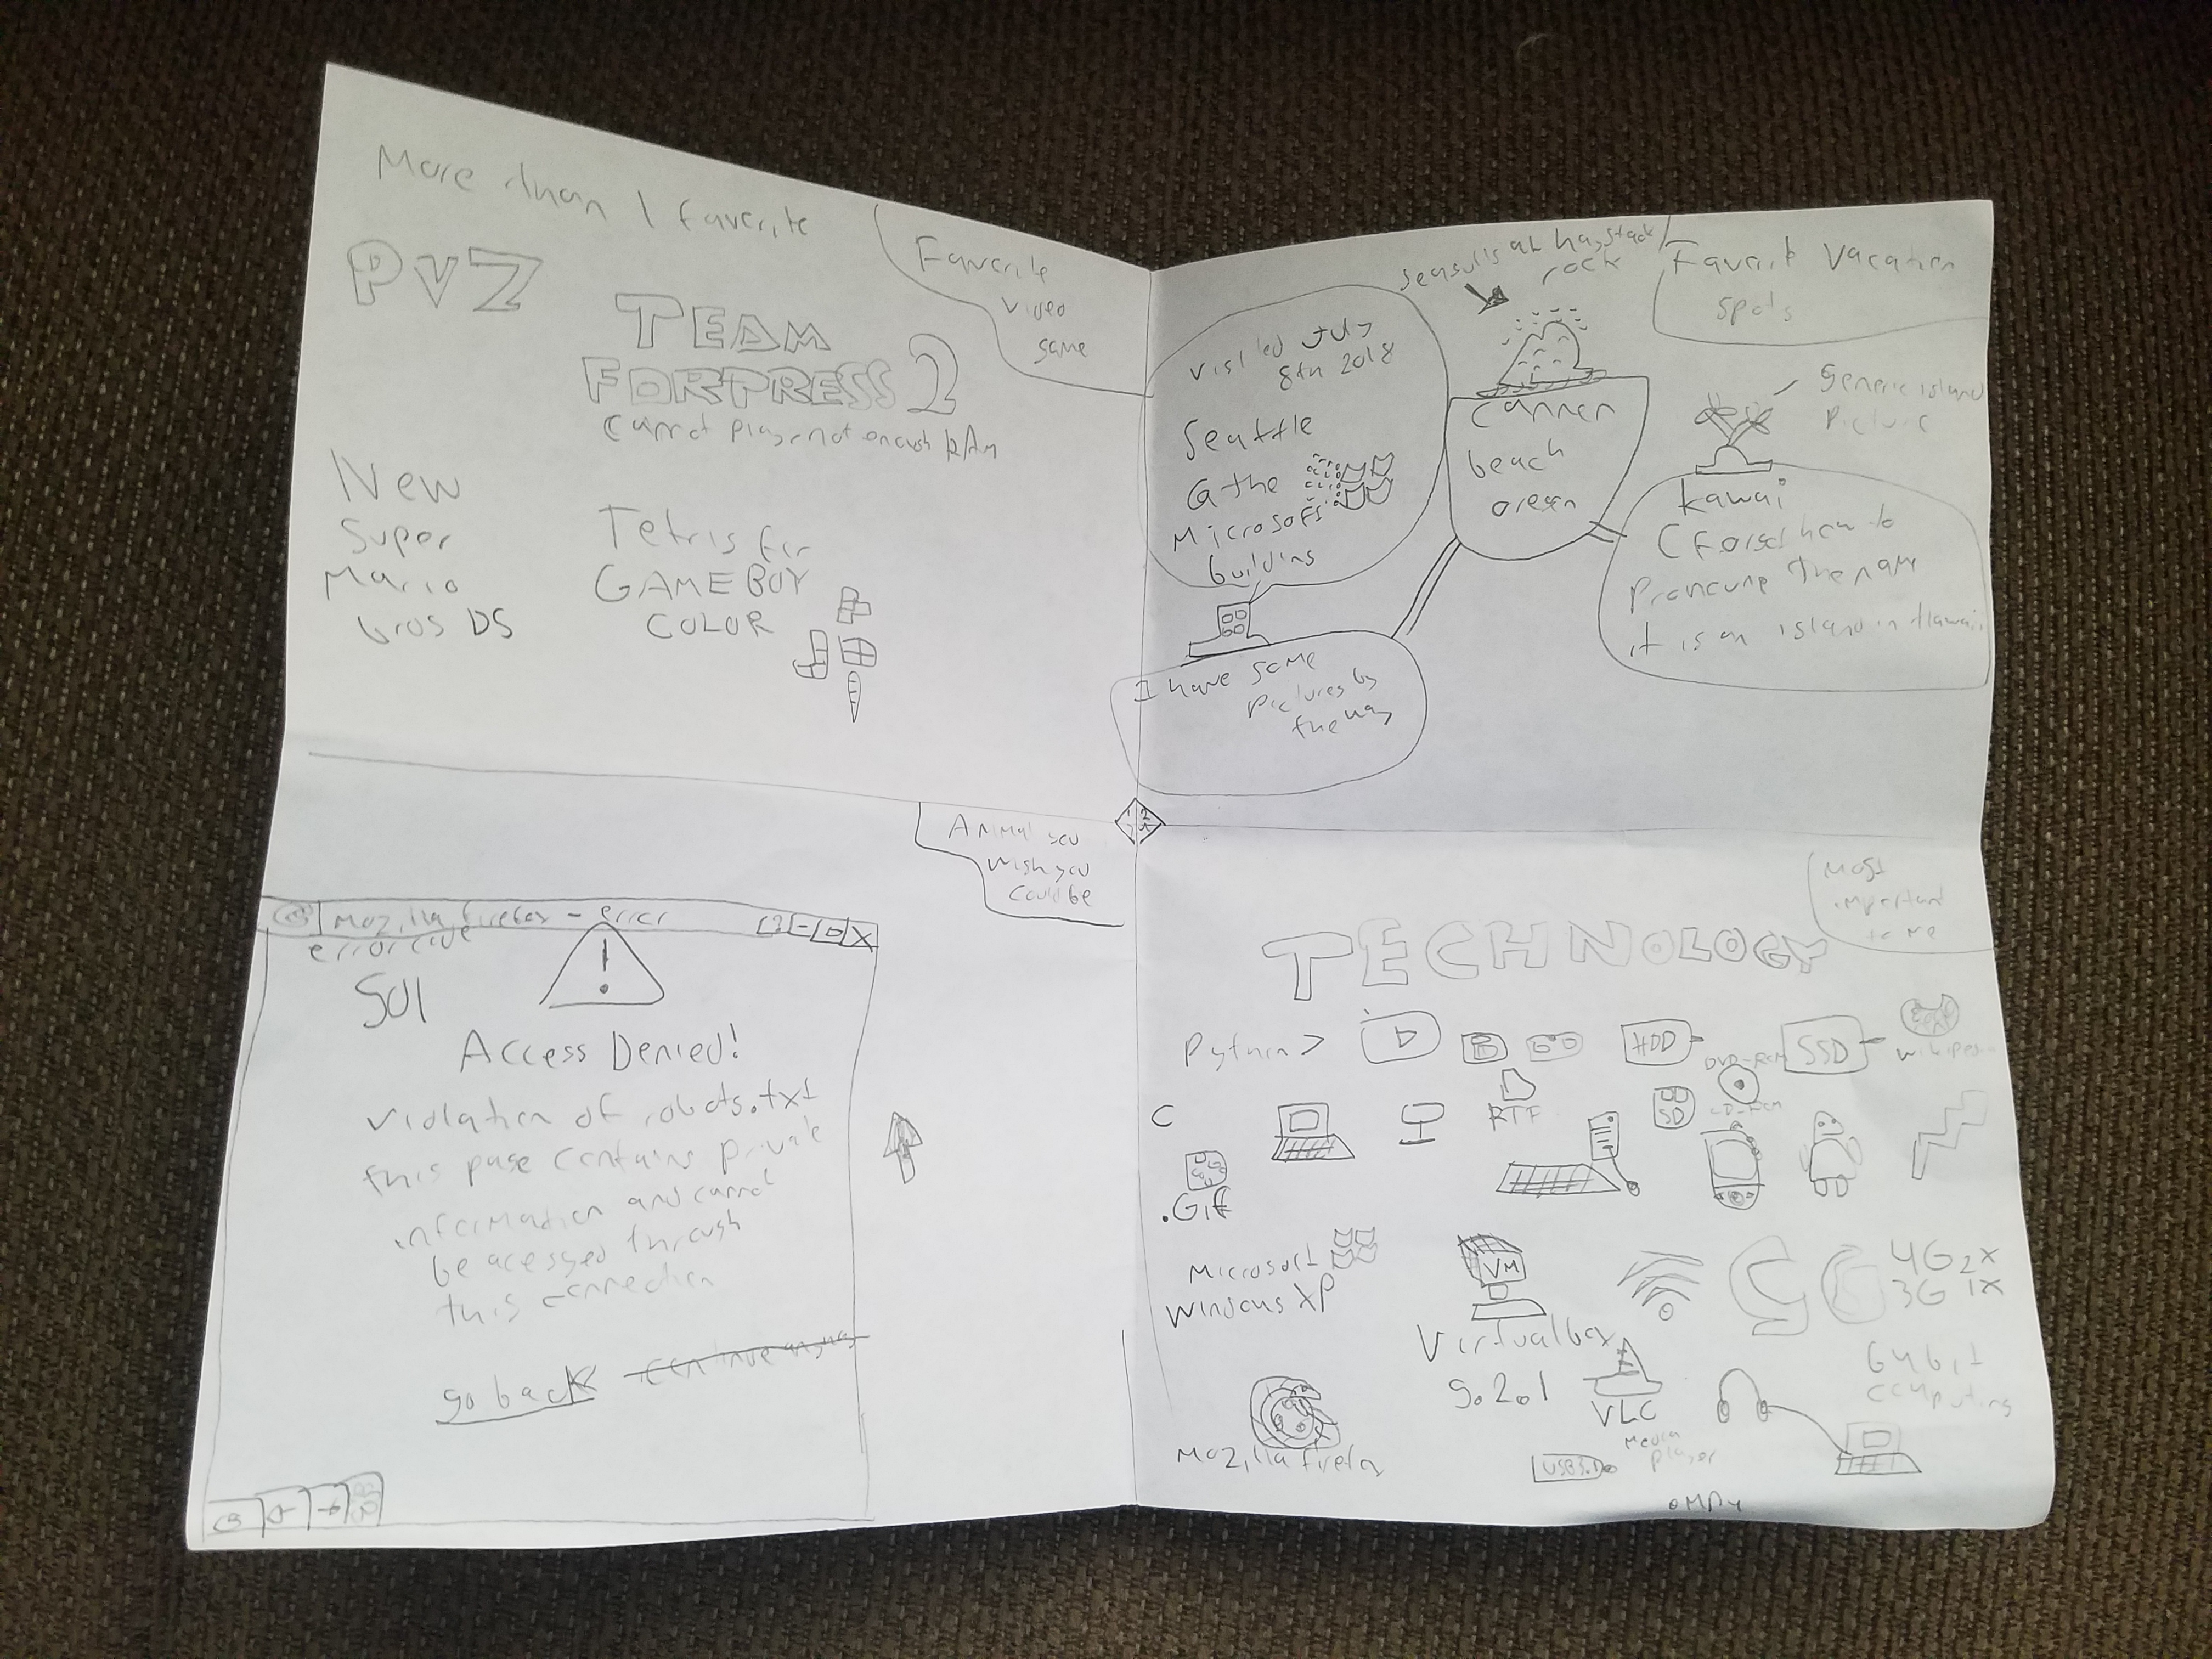 More than 1 favorite
Favorite
video
game
PVZ
TEAM
FORTRESS 2
Cannot play not enough RAM
New
Super
Mario
bros DS
Tetris for
GAMEBOY
COLOR
Favorit Vacation
spots
seagulls at haystack
rock
visited July
8th 2018
Seattle
@ the
Microsoft
building
cannon
beach
oregon
Generic island
Picture
kawai
(Forgot how to
pronounce the name
it is an island in Hawaii
I have some
pictures by
the way
1 2
3 4
Animal you
wish you
could be
Mozilla firefox - error
? - X
error code
501
!
Access Denied!
violation of robots.txt
this page contains private
information and cannot
be acessed through
this connection
go back continue anyway
Most
important
to me
TECHNOLOGY
Python >
D
B
GO
HDD
DVD-ROM
SSD
wikipedia
C
RTF
SD
CD-ROM
.Gif
Microsoft
Windows XP
VM
Virtualbox
5.2.1
5G
4G 2x
3G 1x
64 bit
computing
VLC
Media
player
Mozilla firefox
USB3.0
.MP4